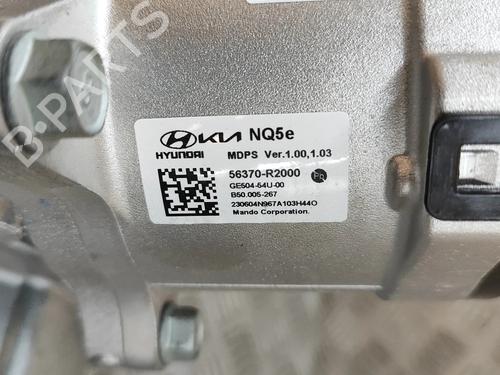 HYUNDAI KIA NQ5e
MDPS Ver.1.00,1.03
56370-R2000 PD
GE504-54U-00
B50.005-267
230604N967A103H44O
Mando Corporation.
B-PARTS